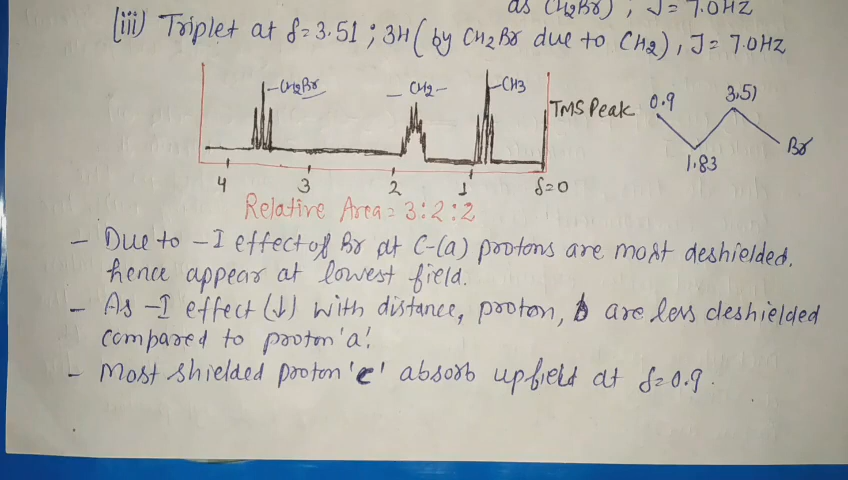 as CH2Br) ; J = 7.0HZ
(iii) Triplet at δ=3.51 ; 3H ( by CH2Br due to CH2) , J= 7.0HZ
-CH2Br
- CH2-
-CH3
TMS Peak
0.9
3.51
1.83
Br
4
3
2
1
δ=0
Relative Area = 3:2:2
- Due to -I effect of Br at C-(a) protons are most deshielded.
hence appear at lowest field.
- As -I effect (↓) with distance, proton, b are less deshielded
compared to proton 'a'.
- Most shielded proton 'c' absorb upfield at δ=0.9.